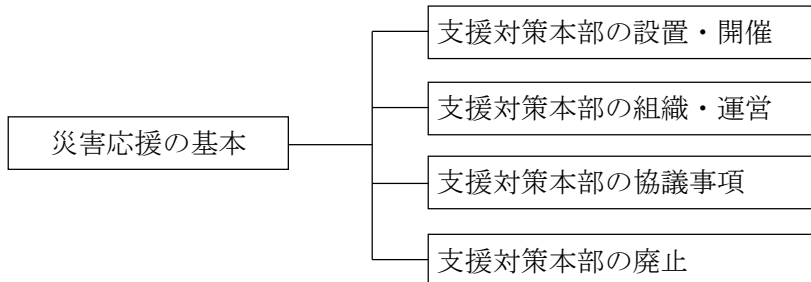 支援対策本部の設置・開催
支援対策本部の組織・運営
災害応援の基本
支援対策本部の協議事項
支援対策本部の廃止